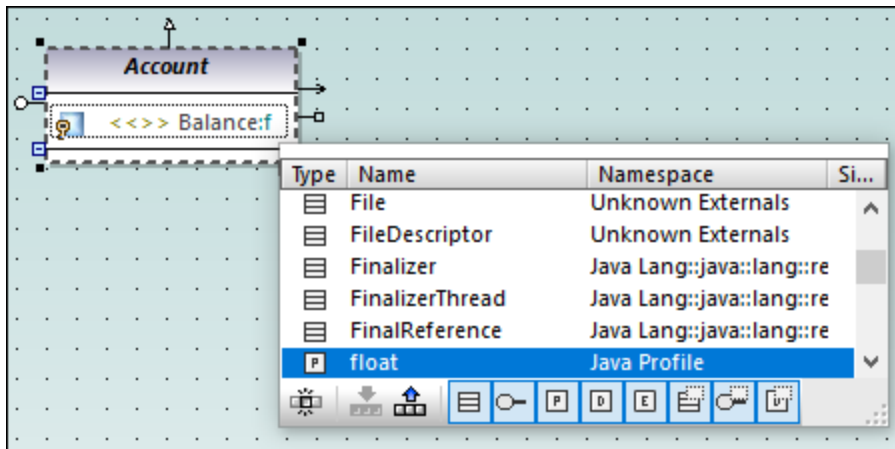 Account
<<>> Balance:f
Type Name Namespace Si...
File Unknown Externals
FileDescriptor Unknown Externals
Finalizer Java Lang::java::lang::re
FinalizerThread Java Lang::java::lang::re
FinalReference Java Lang::java::lang::re
P float Java Profile
P D E